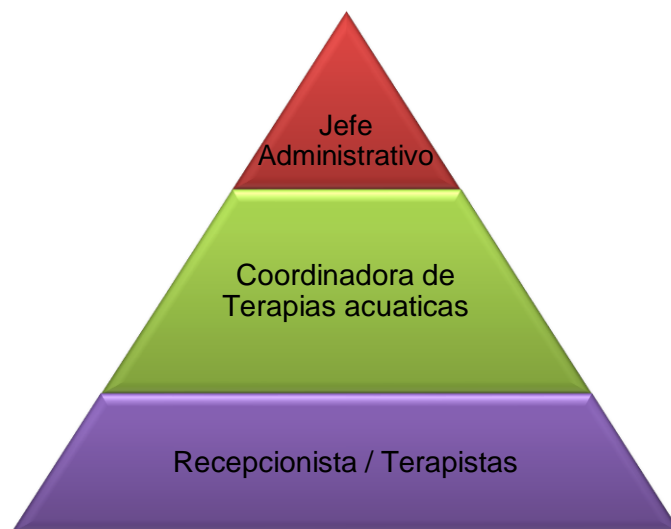 Jefe
Administrativo
Coordinadora de
Terapias acuaticas
Recepcionista / Terapistas